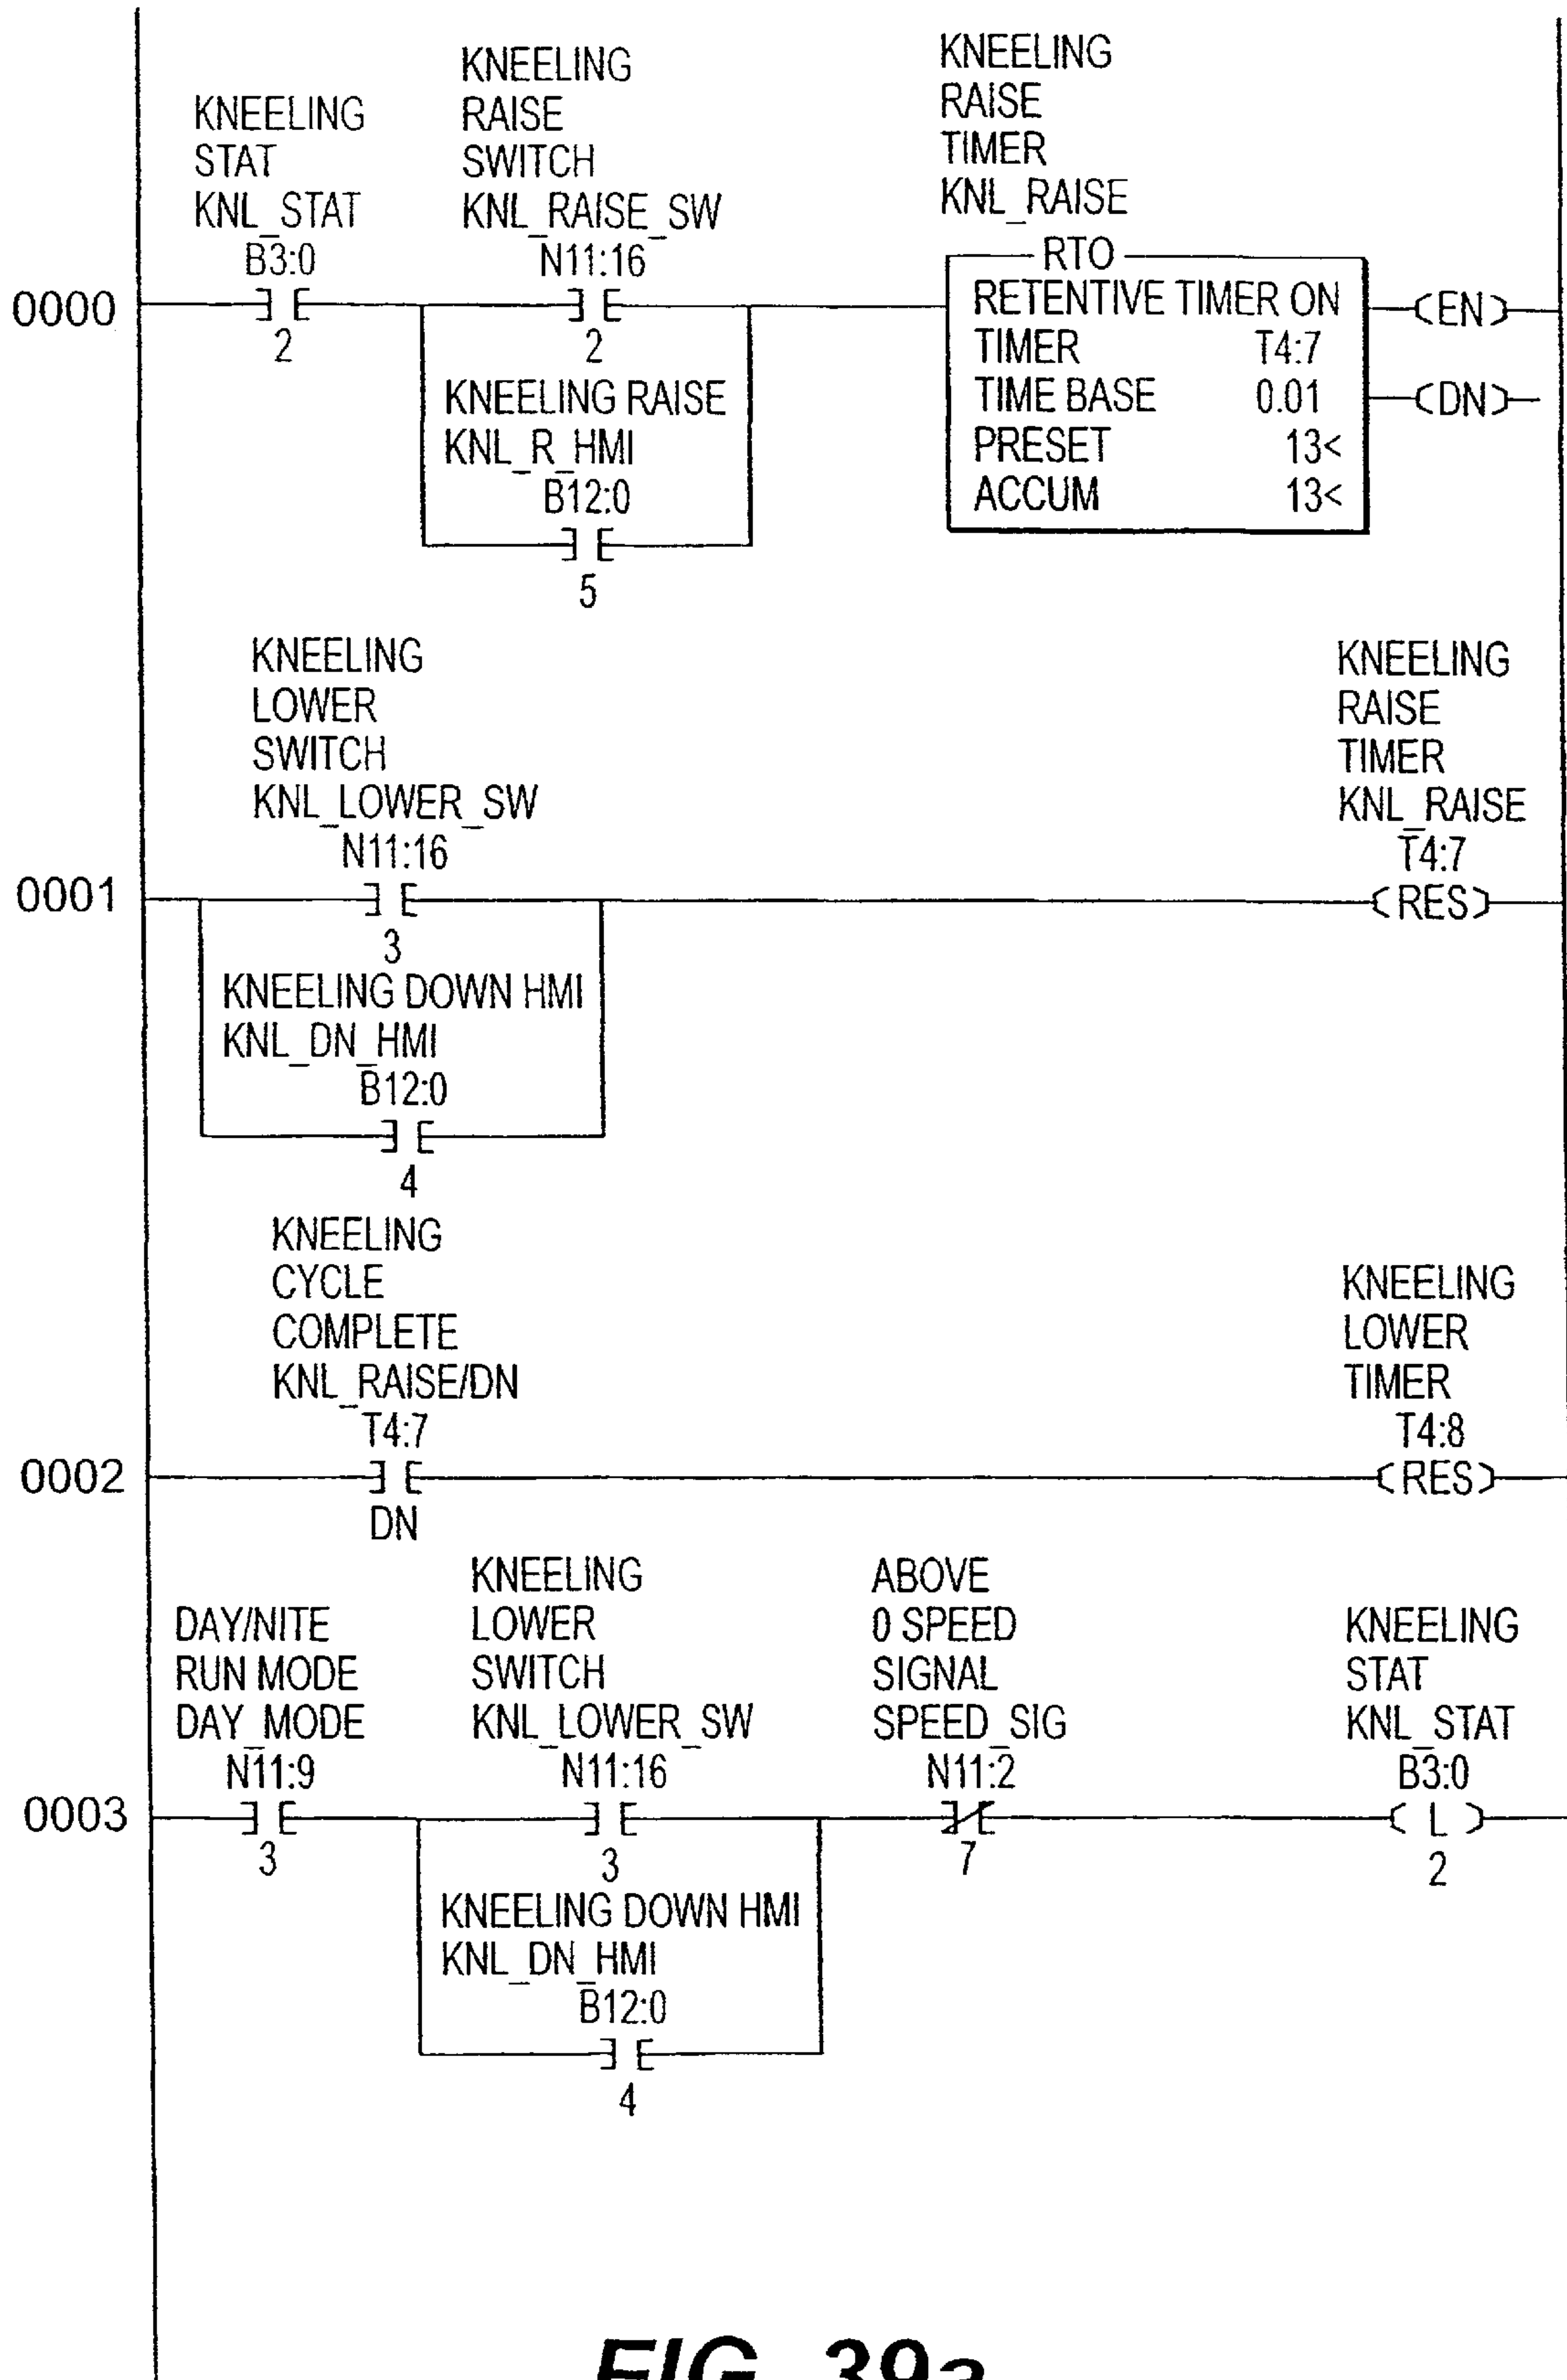 KNEELING
STAT
KNL_STAT
B3:0
2
KNEELING
RAISE
SWITCH
KNL_RAISE_SW
N11:16
2
KNEELING RAISE
KNL_R_HMI
B12:0
5
KNEELING
RAISE
TIMER
KNL_RAISE
RTO
RETENTIVE TIMER ON
TIMER T4:7
TIME BASE 0.01
PRESET 13<
ACCUM 13<
(EN)
(DN)
0000
KNEELING
LOWER
SWITCH
KNL_LOWER_SW
N11:16
3
KNEELING DOWN HMI
KNL_DN_HMI
B12:0
4
KNEELING
RAISE
TIMER
KNL_RAISE
T4:7
(RES)
0001
KNEELING
CYCLE
COMPLETE
KNL_RAISE/DN
T4:7
DN
KNEELING
LOWER
TIMER
T4:8
(RES)
0002
DAY/NITE
RUN MODE
DAY_MODE
N11:9
3
KNEELING
LOWER
SWITCH
KNL_LOWER_SW
N11:16
3
KNEELING DOWN HMI
KNL_DN_HMI
B12:0
4
ABOVE
0 SPEED
SIGNAL
SPEED_SIG
N11:2
7
KNEELING
STAT
KNL_STAT
B3:0
(L)
2
0003
FIG. 39a